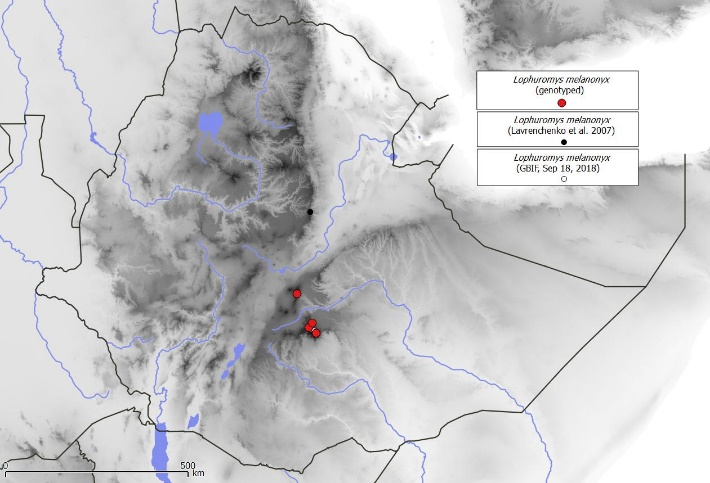 Lophuromys melanonyx
(genotyped)
Lophuromys melanonyx
(Lavrenchenko et al. 2007)
Lophuromys melanonyx
(GBIF, Sep 18, 2018)
0
500
km